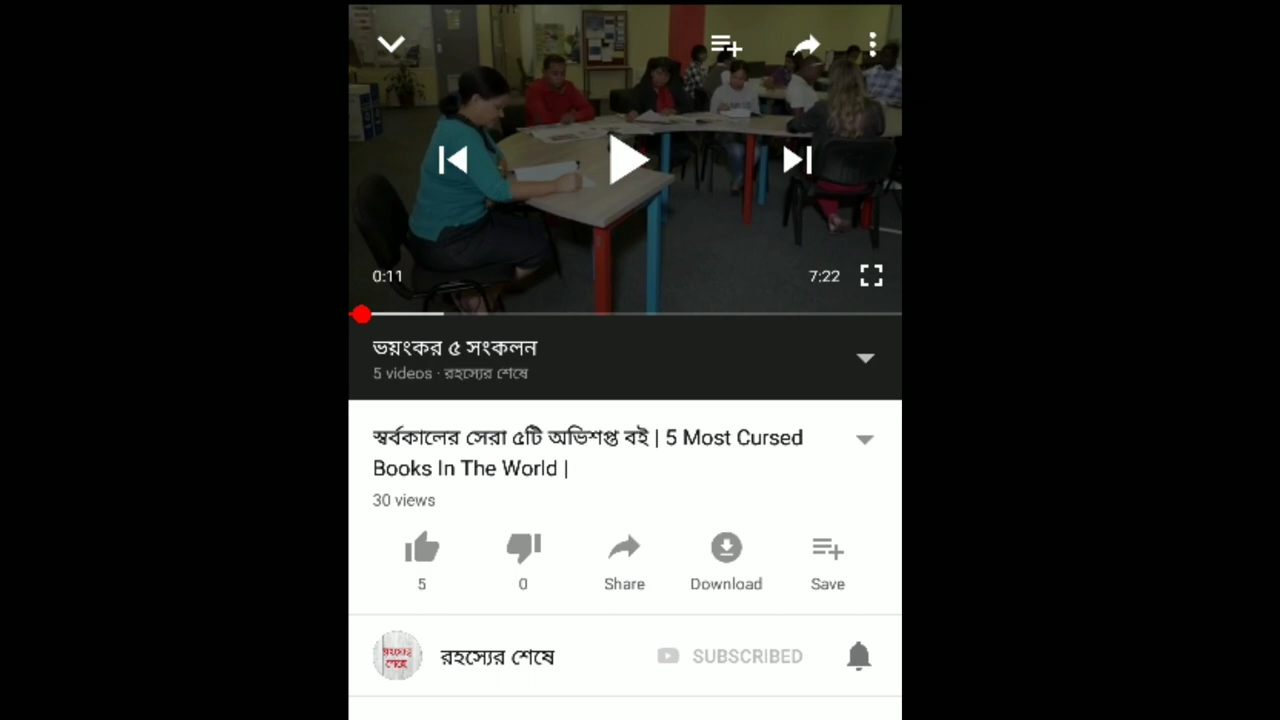 0:11
7:22
ভয়ংকর ৫ সংকলন
5 videos · রহস্যের শেষে
স্বর্বকালের সেরা ৫টি অভিশপ্ত বই | 5 Most Cursed
Books In The World |
30 views
5
0
Share
Download
Save
রহস্যের শেষে
রহস্যের শেষে
SUBSCRIBED